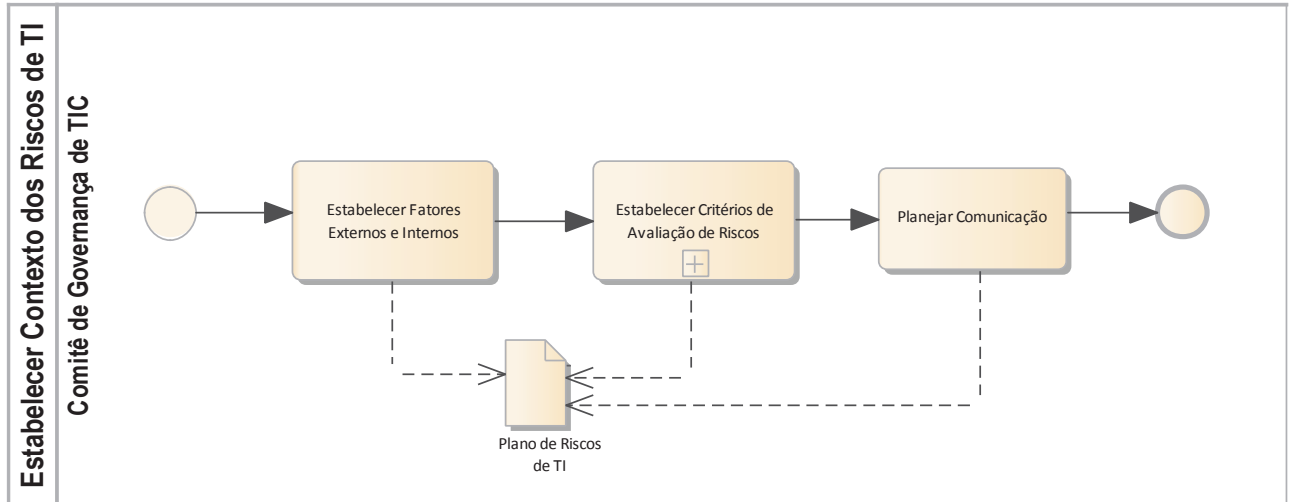 Estabelecer Contexto dos Riscos de TI
Comitê de Governança de TIC
Estabelecer Fatores
Externos e Internos
Estabelecer Critérios de
Avaliação de Riscos
Planejar Comunicação
Plano de Riscos
de TI